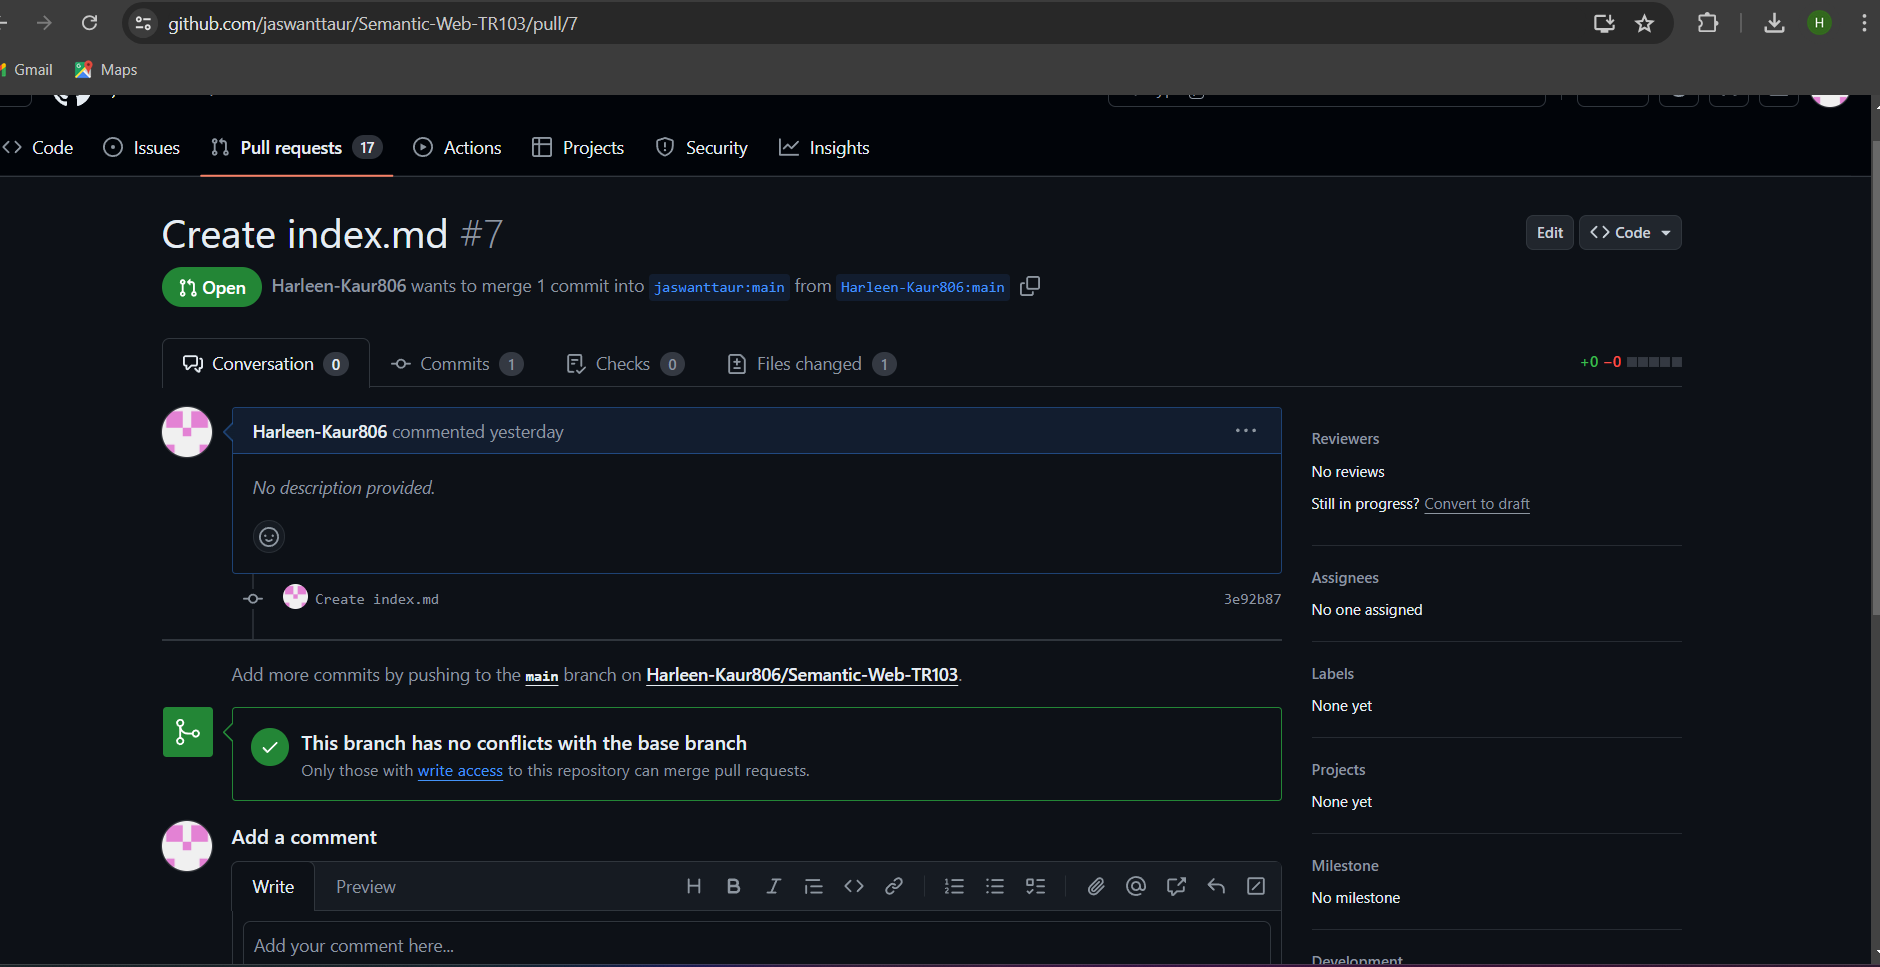 github.com/jaswanttaur/Semantic-Web-TR103/pull/7
H
Gmail
Maps
Code
Issues
Pull requests 17
Actions
Projects
Security
Insights
Create index.md #7
Edit
Code
Open
Harleen-Kaur806 wants to merge 1 commit into jaswanttaur:main from Harleen-Kaur806:main
Conversation 0
Commits 1
Checks 0
Files changed 1
+0 −0
Harleen-Kaur806 commented yesterday
No description provided.
Create index.md
3e92b87
Reviewers
No reviews
Still in progress? Convert to draft
Assignees
No one assigned
Labels
None yet
Projects
None yet
Milestone
No milestone
Development
Add more commits by pushing to the main branch on Harleen-Kaur806/Semantic-Web-TR103.
This branch has no conflicts with the base branch
Only those with write access to this repository can merge pull requests.
Add a comment
Write
Preview
H B I
Add your comment here...